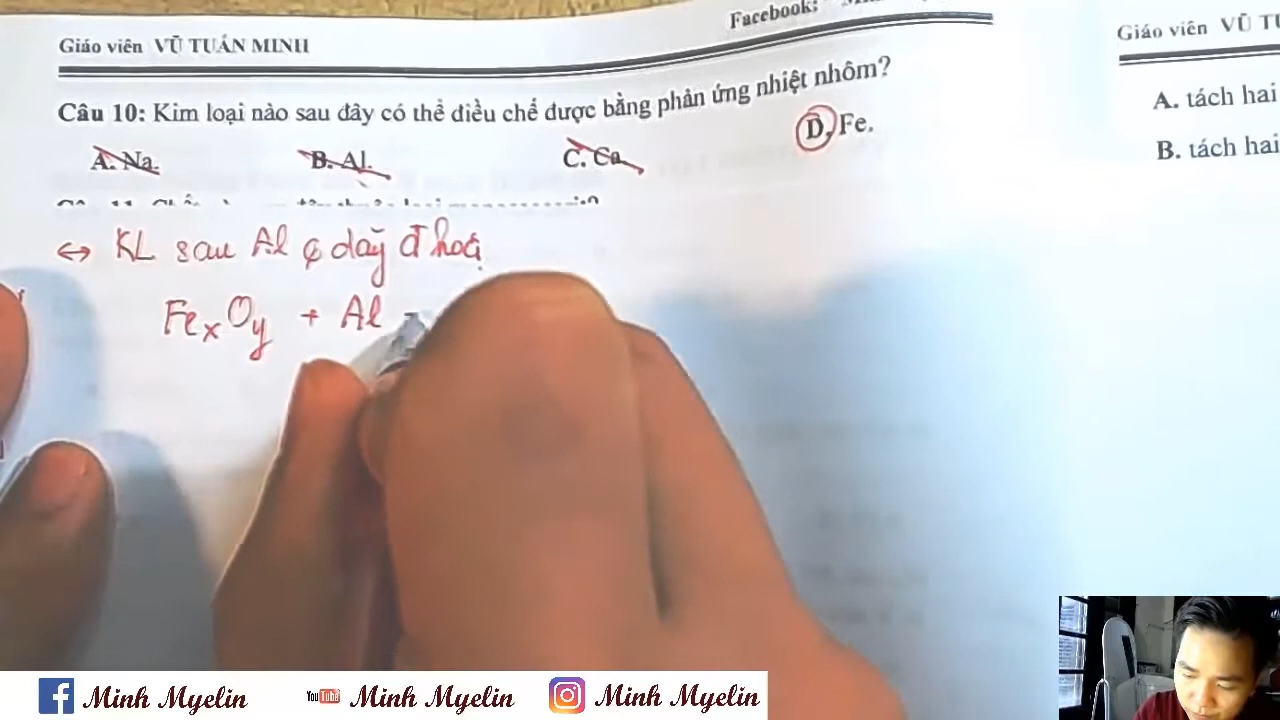 Facebook:
Giáo viên VŨ TUẤN MINH
Câu 10: Kim loại nào sau đây có thể điều chế được bằng phản ứng nhiệt nhôm?
A. Na.
B. Al.
C. Ca.
D. Fe.
↔ KL sau Al dãy đ hoá
FexOy + Al
Giáo viên VŨ
A. tách hai
B. tách hai
Minh Myelin
YouTube Minh Myelin
Minh Myelin